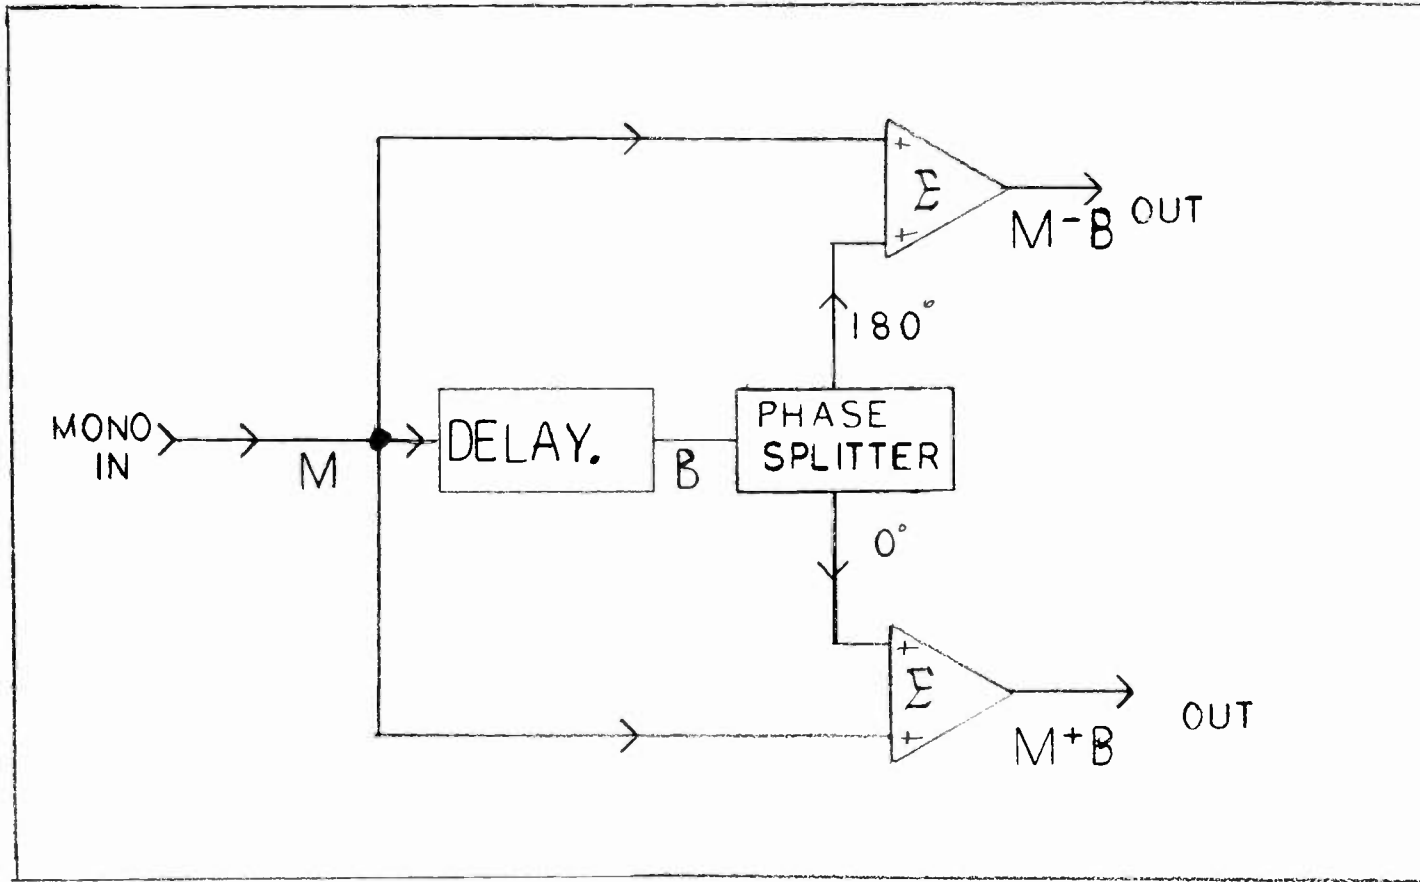 +
Σ
+
M-B OUT
180°
MONO
IN
M
DELAY.
B
PHASE
SPLITTER
0°
+
Σ
+
M+B
OUT